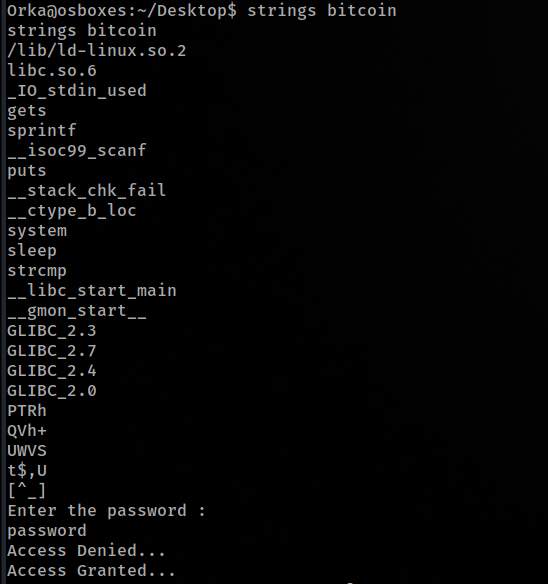 Orka@osboxes:~/Desktop$ strings bitcoin
strings bitcoin
/lib/ld-linux.so.2
libc.so.6
_IO_stdin_used
gets
sprintf
__isoc99_scanf
puts
__stack_chk_fail
__ctype_b_loc
system
sleep
strcmp
__libc_start_main
__gmon_start__
GLIBC_2.3
GLIBC_2.7
GLIBC_2.4
GLIBC_2.0
PTRh
QVh+
UWVS
t$,U
[^_]
Enter the password :
password
Access Denied...
Access Granted...